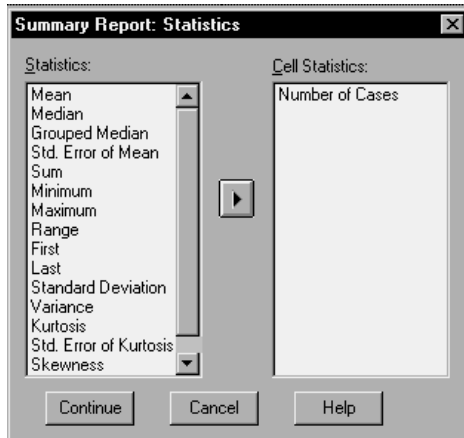 Summary Report: Statistics
Statistics:
Mean
Median
Grouped Median
Std. Error of Mean
Sum
Minimum
Maximum
Range
First
Last
Standard Deviation
Variance
Kurtosis
Std. Error of Kurtosis
Skewness
Cell Statistics:
Number of Cases
Continue
Cancel
Help